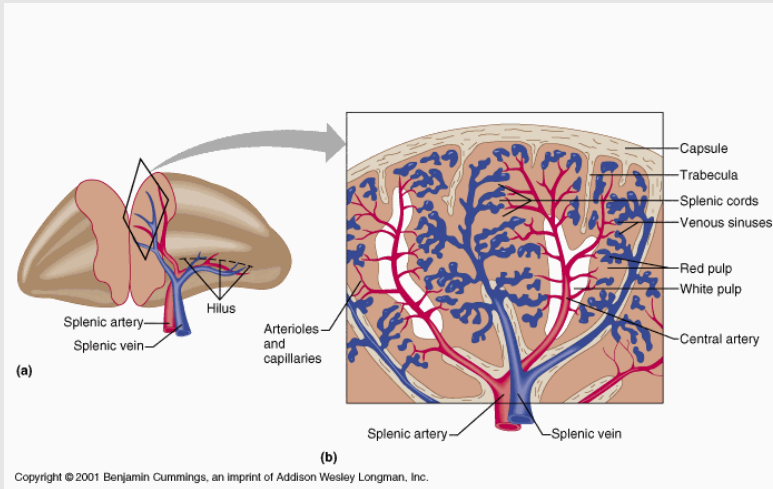 Capsule
Trabecula
Splenic cords
Venous sinuses
Red pulp
White pulp
Central artery
Hilus
Splenic artery
Splenic vein
Arterioles
and
capillaries
(a)
Splenic artery
Splenic vein
(b)
Copyright © 2001 Benjamin Cummings, an imprint of Addison Wesley Longman, Inc.